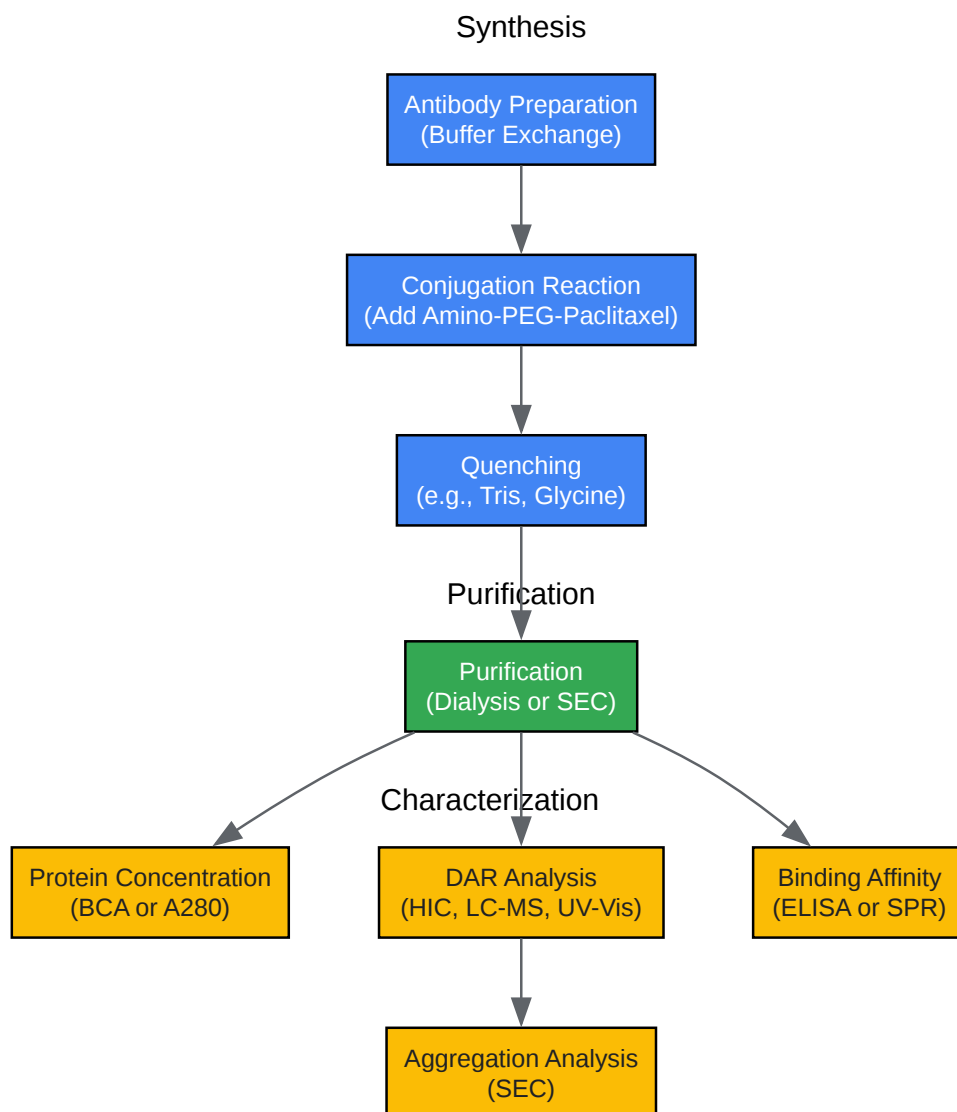 Synthesis
Antibody Preparation
(Buffer Exchange)
Conjugation Reaction
(Add Amino-PEG-Paclitaxel)
Quenching
(e.g., Tris, Glycine)
Purification
Purification
(Dialysis or SEC)
Characterization
Protein Concentration
(BCA or A280)
DAR Analysis
(HIC, LC-MS, UV-Vis)
Binding Affinity
(ELISA or SPR)
Aggregation Analysis
(SEC)